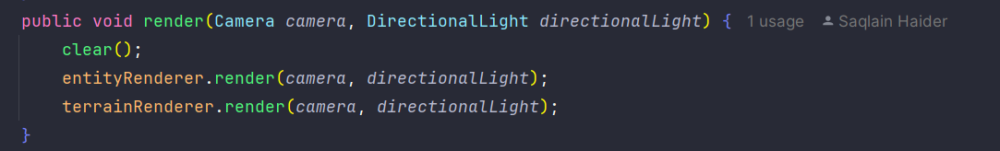 public void render(Camera camera, DirectionalLight directionalLight) { 1 usage Saqlain Haider
clear();
entityRenderer.render(camera, directionalLight);
terrainRenderer.render(camera, directionalLight);
}